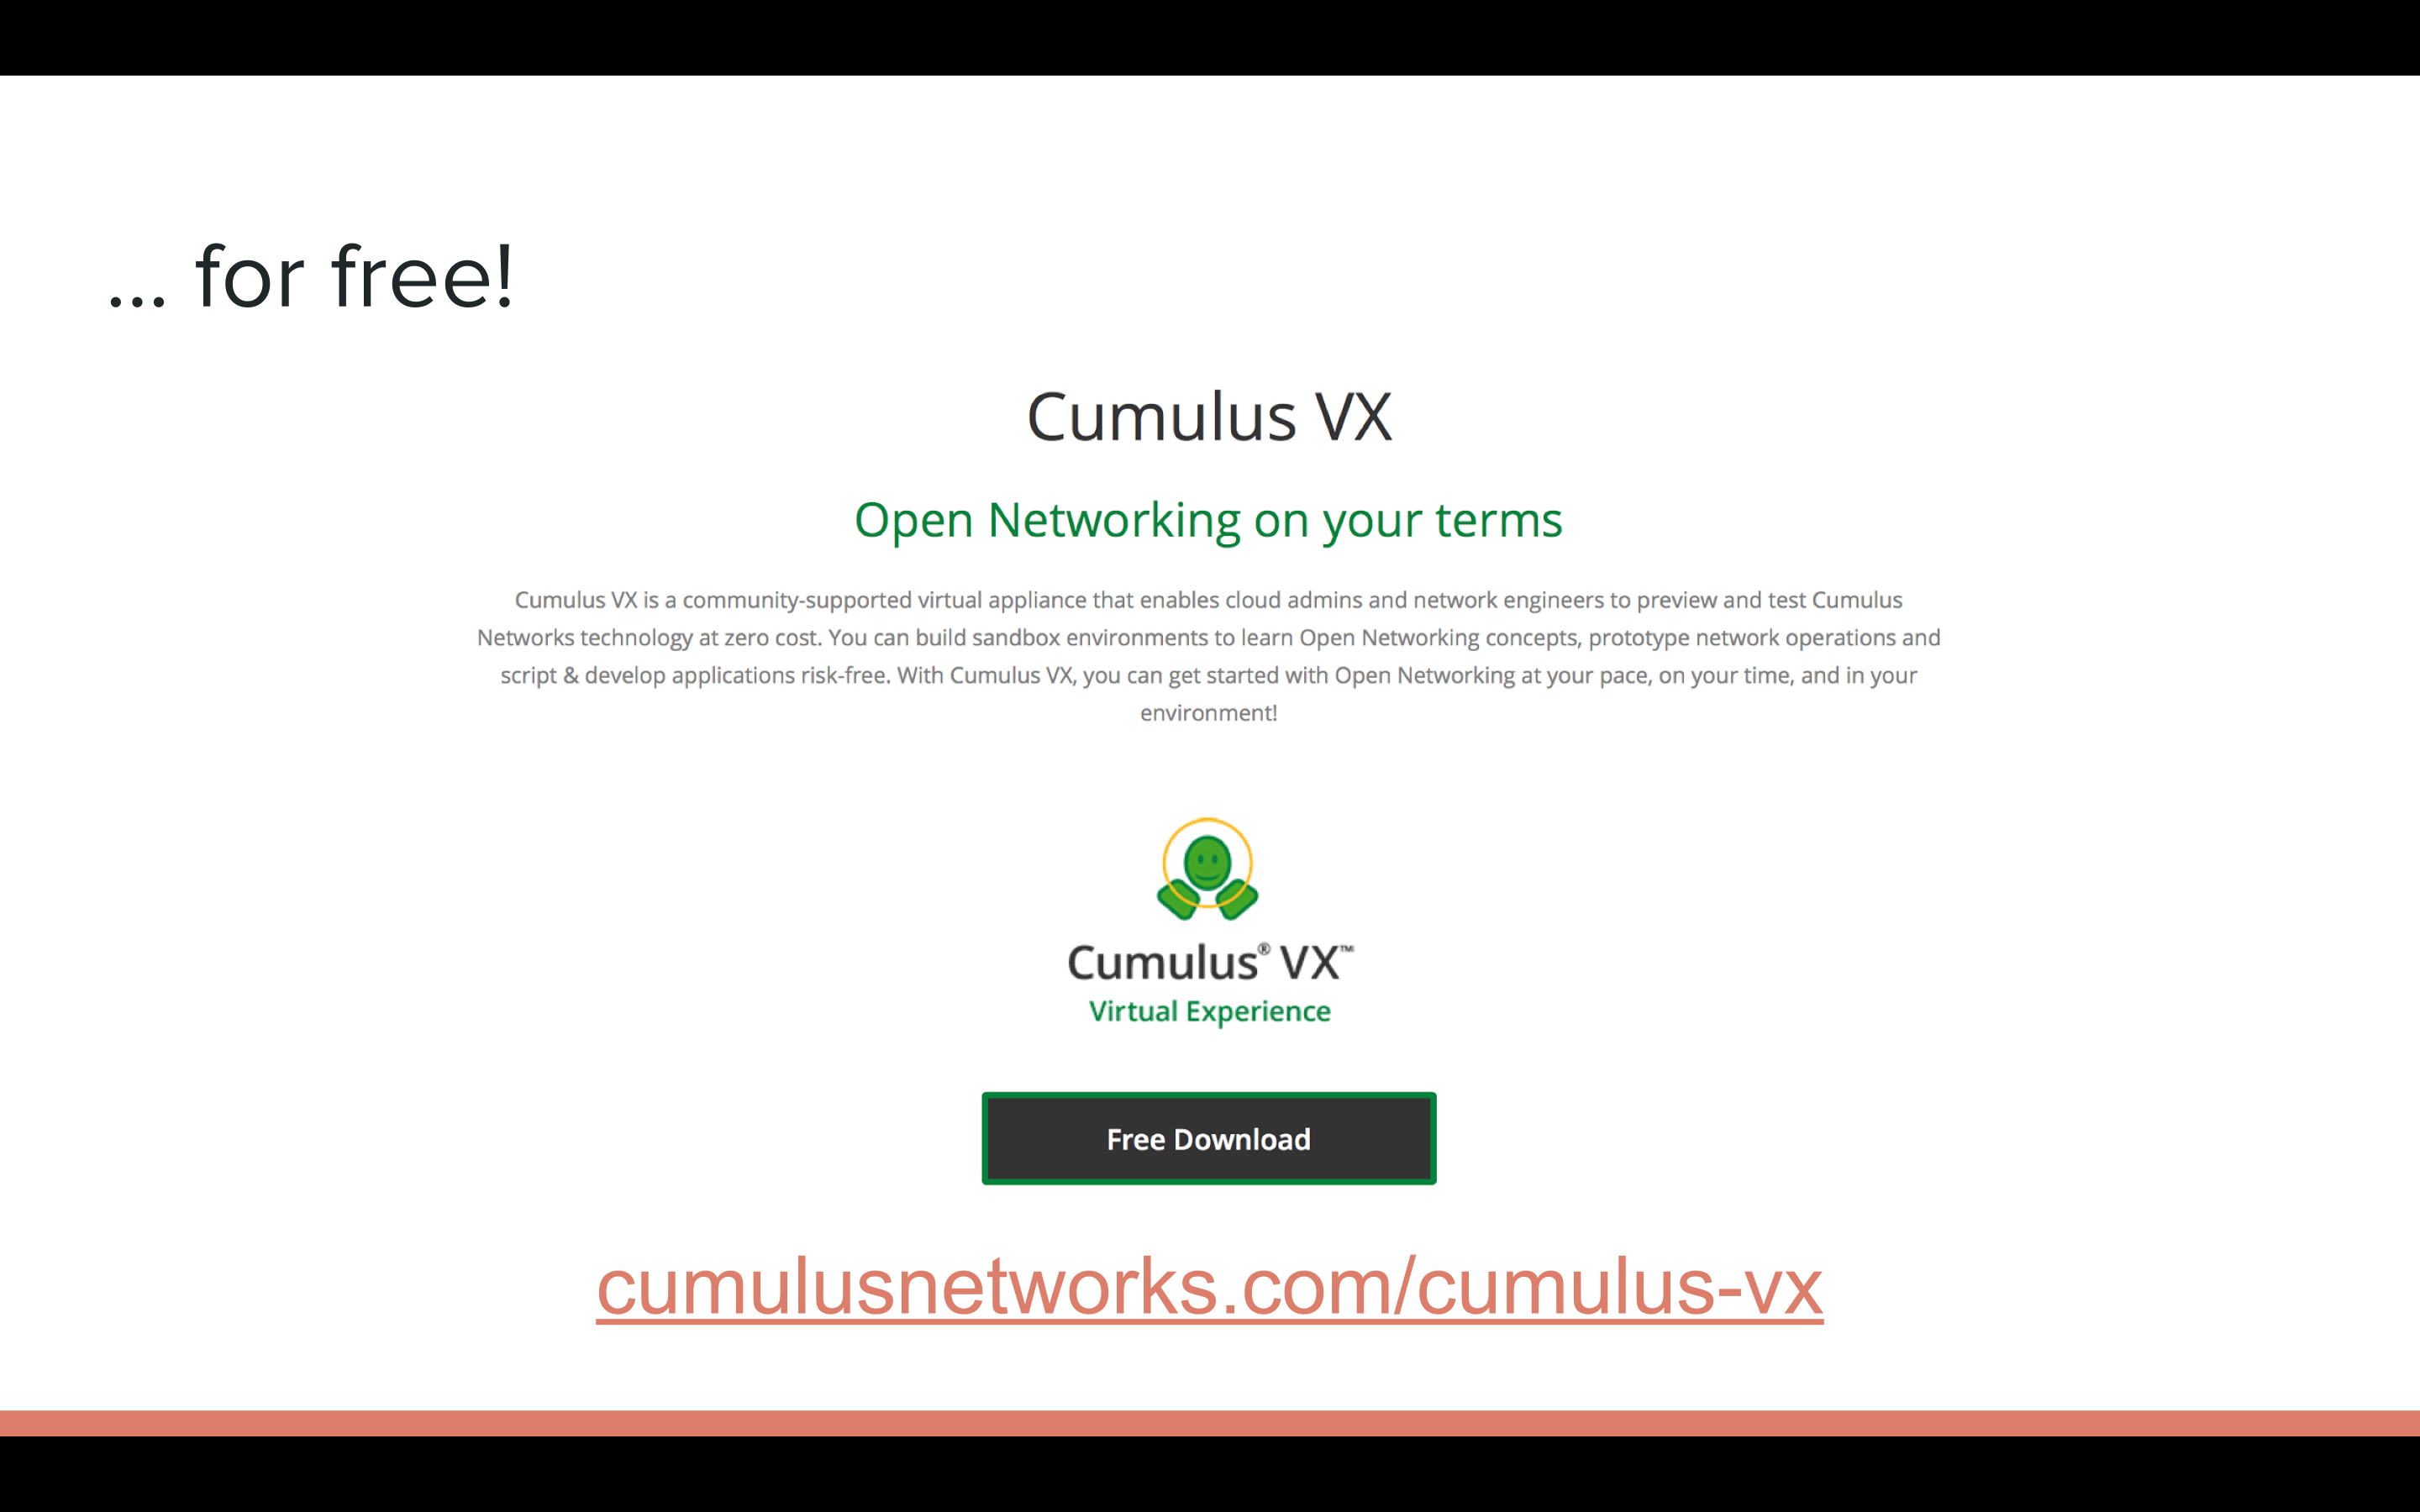 ... for free!
Cumulus VX
Open Networking on your terms
Cumulus VX is a community-supported virtual appliance that enables cloud admins and network engineers to preview and test Cumulus
Networks technology at zero cost. You can build sandbox environments to learn Open Networking concepts, prototype network operations and
script & develop applications risk-free. With Cumulus VX, you can get started with Open Networking at your pace, on your time, and in your
environment!
Cumulus® VX™
Virtual Experience
Free Download
cumulusnetworks.com/cumulus-vx